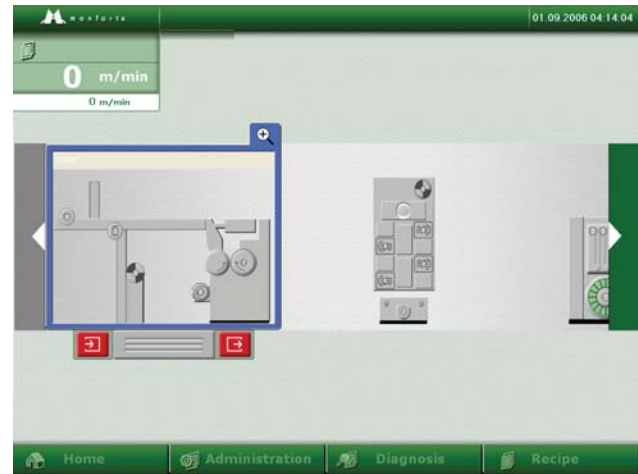 monforts
01.09.2006 04:14:04
0 m/min
0 m/min
Home
Administration
Diagnosis
Recipe